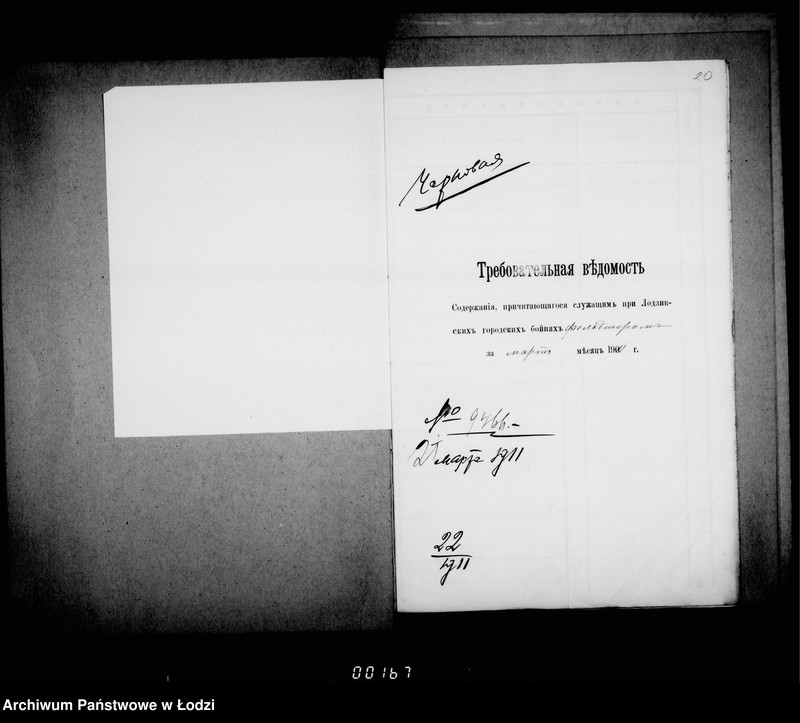 20
Черновая
Требовательная вѣдомость
Содержанія, причитающагося служащимъ при Лодзин-
скихъ городскихъ бойняхъ фельдшерамъ
за мартъ мѣсяцъ 1911 г.
№ 9466.-
марта 1911
22
1911
00167
Archiwum Państwowe w Łodzi